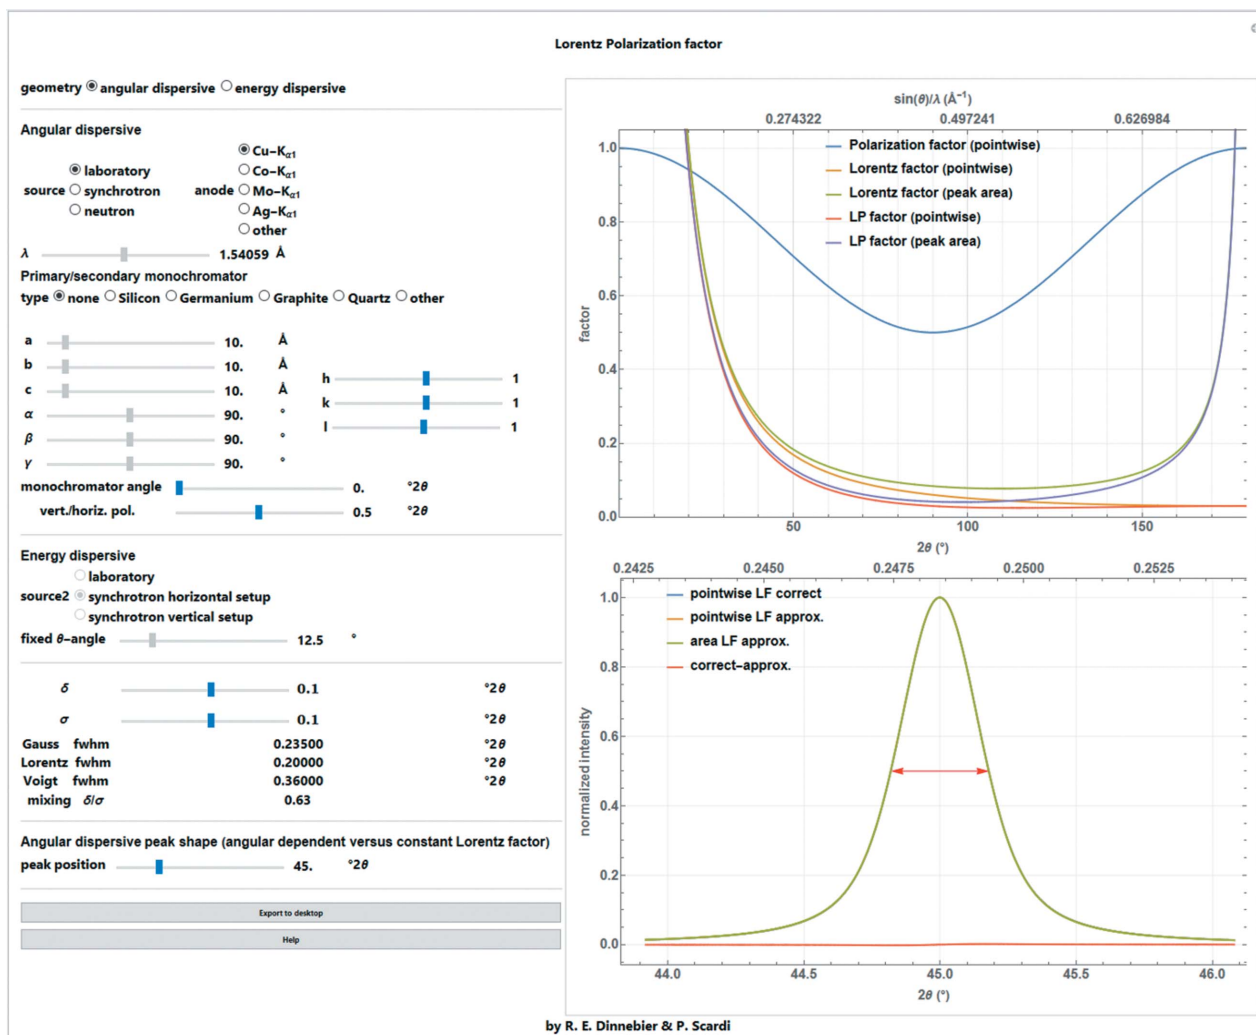 Lorentz Polarization factor
geometry angular dispersive energy dispersive
Angular dispersive
source laboratory synchrotron neutron
anode Cu-Kα1 Co-Kα1 Mo-Kα1 Ag-Kα1 other
λ 1.54059 Å
Primary/secondary monochromator
type none Silicon Germanium Graphite Quartz other
a 10. Å
b 10. Å
c 10. Å
α 90. °
β 90. °
γ 90. °
h 1
k 1
l 1
monochromator angle 0. °2θ
vert./horiz. pol. 0.5 °2θ
Energy dispersive
source2 laboratory
synchrotron horizontal setup
synchrotron vertical setup
fixed θ-angle 12.5 °
δ 0.1 °2θ
σ 0.1 °2θ
Gauss fwhm 0.23500 °2θ
Lorentz fwhm 0.20000 °2θ
Voigt fwhm 0.36000 °2θ
mixing δ/σ 0.63
Angular dispersive peak shape (angular dependent versus constant Lorentz factor)
peak position 45. °2θ
Export to desktop
Help
sin(θ)/λ (Å⁻¹)
0.274322 0.497241 0.626984
Polarization factor (pointwise)
Lorentz factor (pointwise)
Lorentz factor (peak area)
LP factor (pointwise)
LP factor (peak area)
factor
1.0
0.8
0.6
0.4
0.2
0.0
50 100 150
2θ (°)
0.2425 0.2450 0.2475 0.2500 0.2525
pointwise LF correct
pointwise LF approx.
area LF approx.
correct-approx.
normalized intensity
1.0
0.8
0.6
0.4
0.2
0.0
44.0 44.5 45.0 45.5 46.0
2θ (°)
by R. E. Dinnebier & P. Scardi